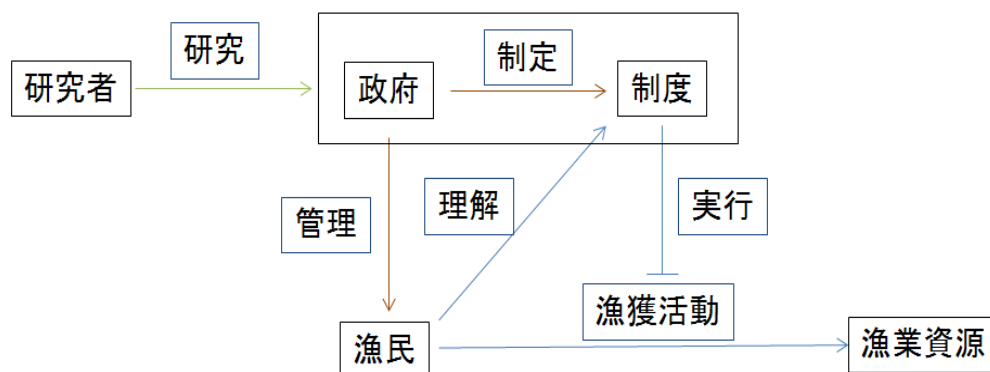 研究
制定
研究者
政府
制度
管理
理解
実行
漁獲活動
漁民
漁業資源